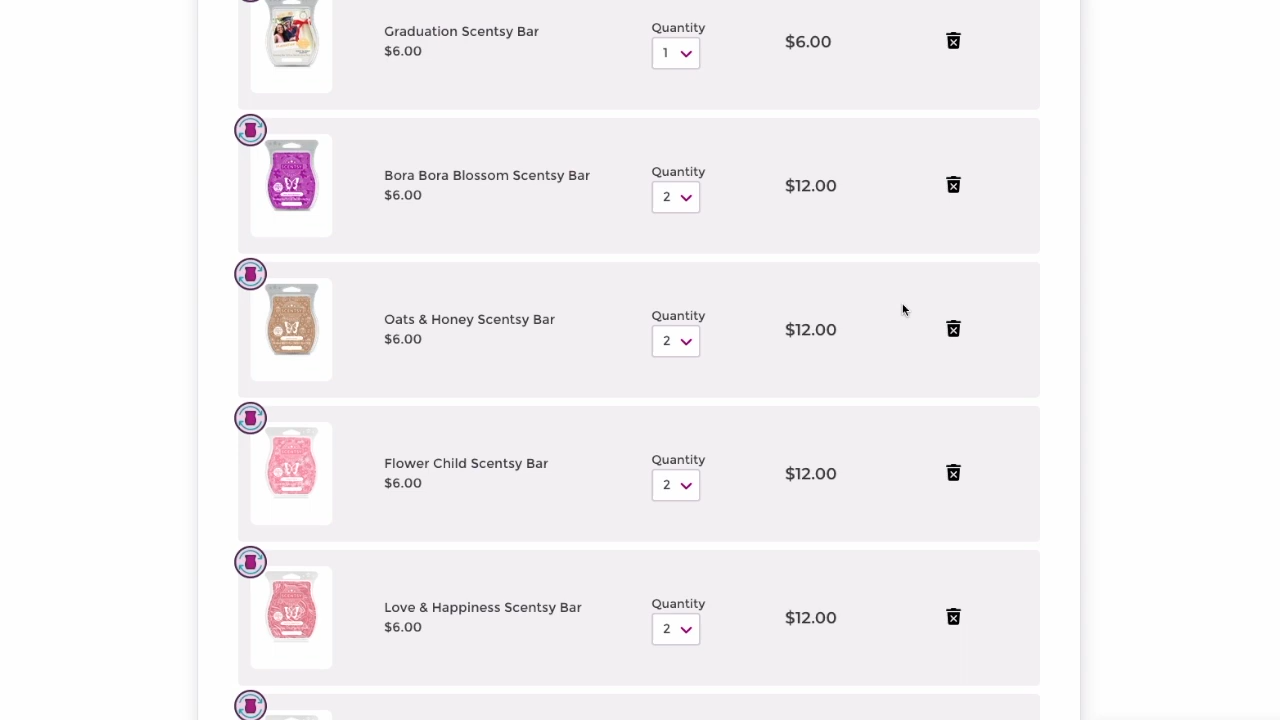 Graduation Scentsy Bar
$6.00
Quantity
1
$6.00
Bora Bora Blossom Scentsy Bar
$6.00
Quantity
2
$12.00
Oats & Honey Scentsy Bar
$6.00
Quantity
2
$12.00
Flower Child Scentsy Bar
$6.00
Quantity
2
$12.00
Love & Happiness Scentsy Bar
$6.00
Quantity
2
$12.00